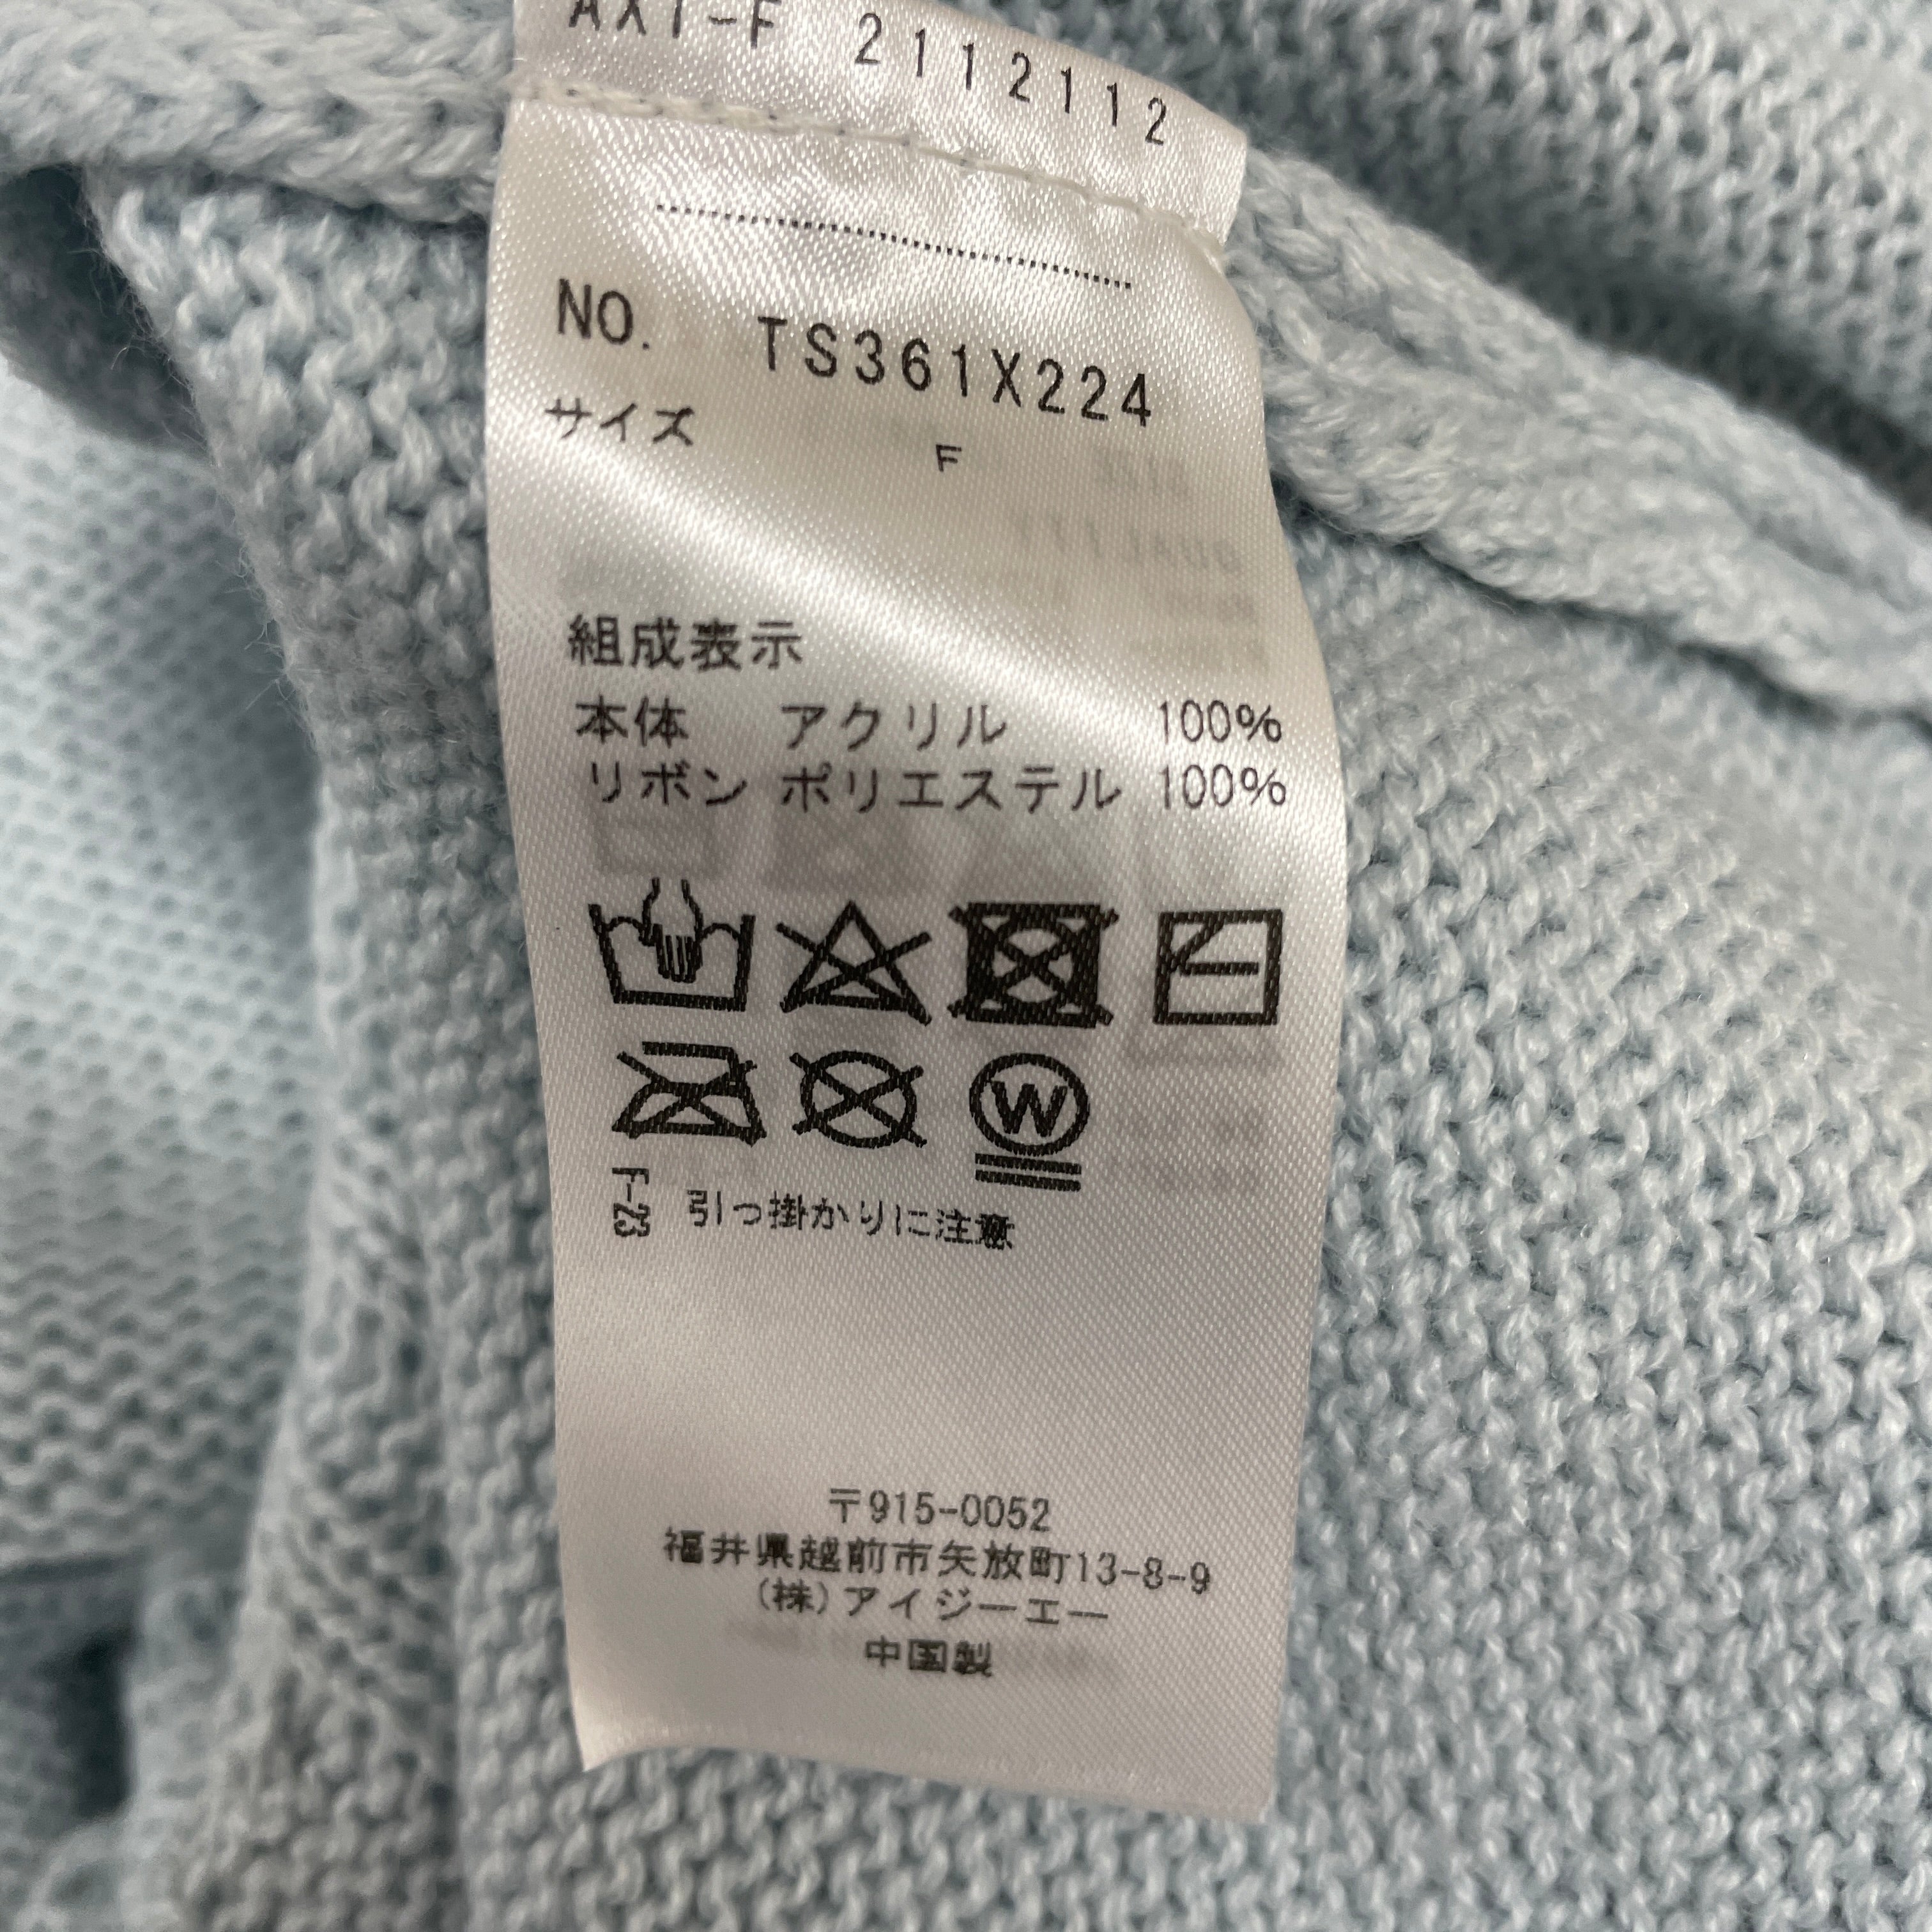 AXT-F 2112112
NO. TS361X224
サイズ F
組成表示
本体 アクリル 100%
リボン ポリエステル 100%
W
F-23 引っ掛かりに注意
〒915-0052
福井県越前市矢放町13-8-9
(株)アイジーエー
中国製